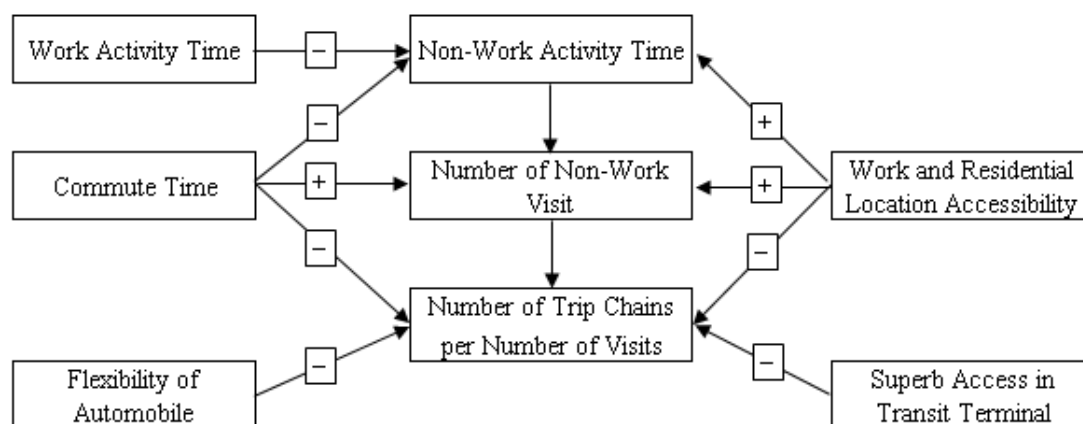 Work Activity Time
−
Non-Work Activity Time
−
+
Commute Time
+
Number of Non-Work
Visit
+
Work and Residential
Location Accessibility
−
−
Number of Trip Chains
per Number of Visits
Flexibility of
Automobile
−
−
Superb Access in
Transit Terminal